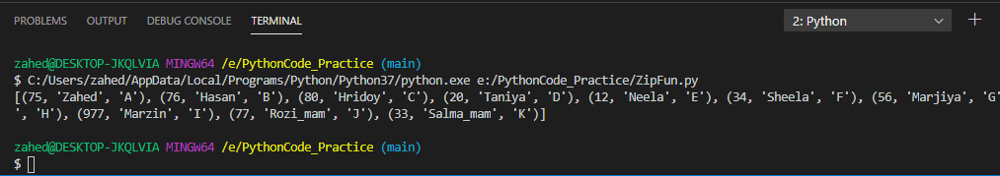 PROBLEMS OUTPUT DEBUG CONSOLE TERMINAL 2: Python
zahed@DESKTOP-JKQLVIA MINGW64 /e/PythonCode_Practice (main)
$ C:/Users/zahed/AppData/Local/Programs/Python/Python37/python.exe e:/PythonCode_Practice/ZipFun.py
[(75, 'Zahed', 'A'), (76, 'Hasan', 'B'), (80, 'Hridoy', 'C'), (20, 'Taniya', 'D'), (12, 'Neela', 'E'), (34, 'Sheela', 'F'), (56, 'Marjiya', 'G
', 'H'), (977, 'Marzin', 'I'), (77, 'Rozi_mam', 'J'), (33, 'Salma_mam', 'K')]
zahed@DESKTOP-JKQLVIA MINGW64 /e/PythonCode_Practice (main)
$